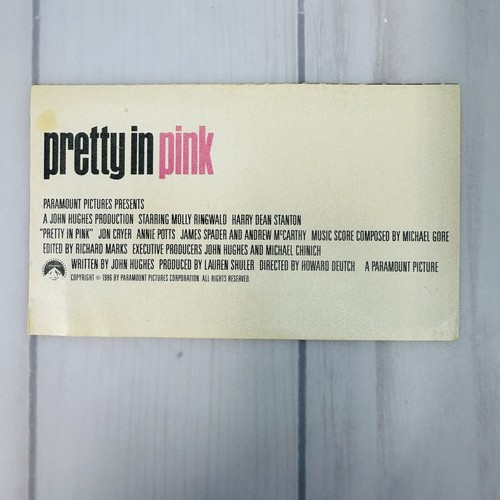 pretty in pink
PARAMOUNT PICTURES PRESENTS
A JOHN HUGHES PRODUCTION STARRING MOLLY RINGWALD HARRY DEAN STANTON
"PRETTY IN PINK" JON CRYER ANNIE POTTS JAMES SPADER AND ANDREW McCARTHY MUSIC SCORE COMPOSED BY MICHAEL GORE
EDITED BY RICHARD MARKS EXECUTIVE PRODUCERS JOHN HUGHES AND MICHAEL CHINICH
WRITTEN BY JOHN HUGHES PRODUCED BY LAUREN SHULER DIRECTED BY HOWARD DEUTCH A PARAMOUNT PICTURE
COPYRIGHT © 1986 BY PARAMOUNT PICTURES CORPORATION. ALL RIGHTS RESERVED.